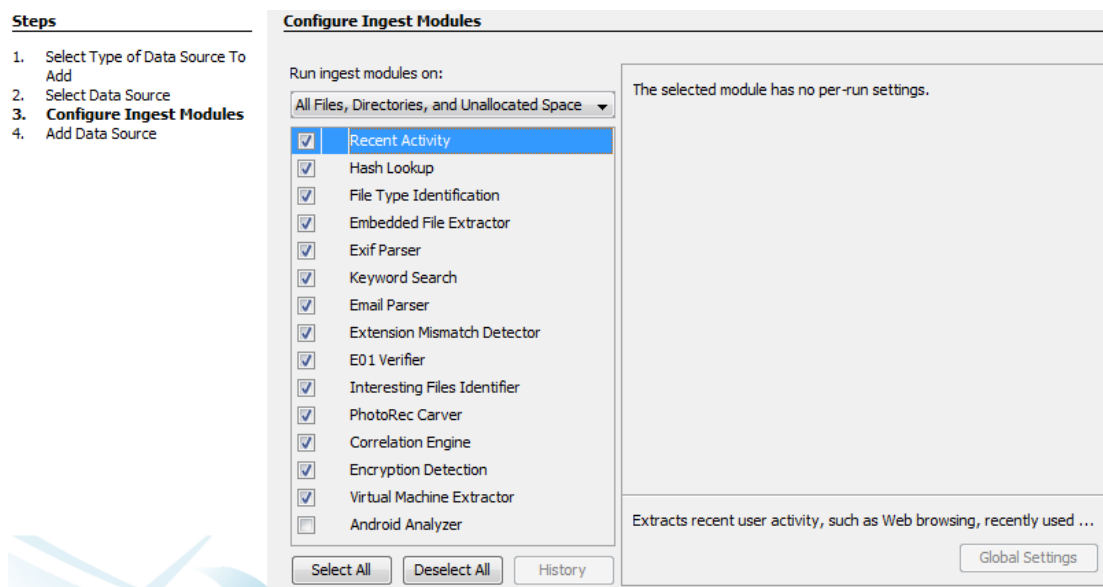 Steps
1. Select Type of Data Source To
Add
2. Select Data Source
3. Configure Ingest Modules
4. Add Data Source
Configure Ingest Modules
Run ingest modules on:
All Files, Directories, and Unallocated Space
Recent Activity
Hash Lookup
File Type Identification
Embedded File Extractor
Exif Parser
Keyword Search
Email Parser
Extension Mismatch Detector
E01 Verifier
Interesting Files Identifier
PhotoRec Carver
Correlation Engine
Encryption Detection
Virtual Machine Extractor
Android Analyzer
Select All
Deselect All
History
The selected module has no per-run settings.
Extracts recent user activity, such as Web browsing, recently used ...
Global Settings